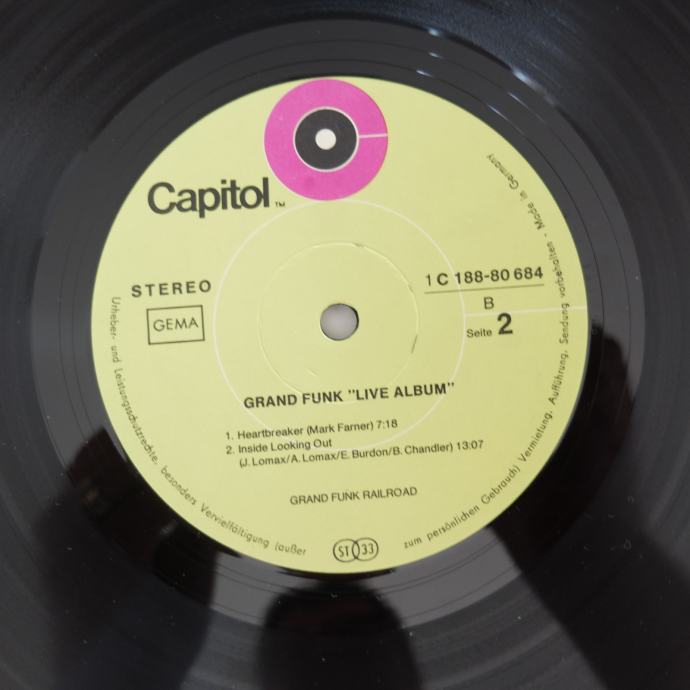 Capitol™
STEREO
GEMA
1 C 188-80 684
B
Seite 2
GRAND FUNK "LIVE ALBUM"
1. Heartbreaker (Mark Farner) 7:18
2. Inside Looking Out
(J. Lomax/A. Lomax/E. Burdon/B. Chandler) 13:07
GRAND FUNK RAILROAD
ST 33
Urheber- und Leistungsschutzrechte, besonders Vervielfältigung (außer zum persönlichen Gebrauch) Vermietung, Aufführung, Sendung vorbehalten - Made in Germany